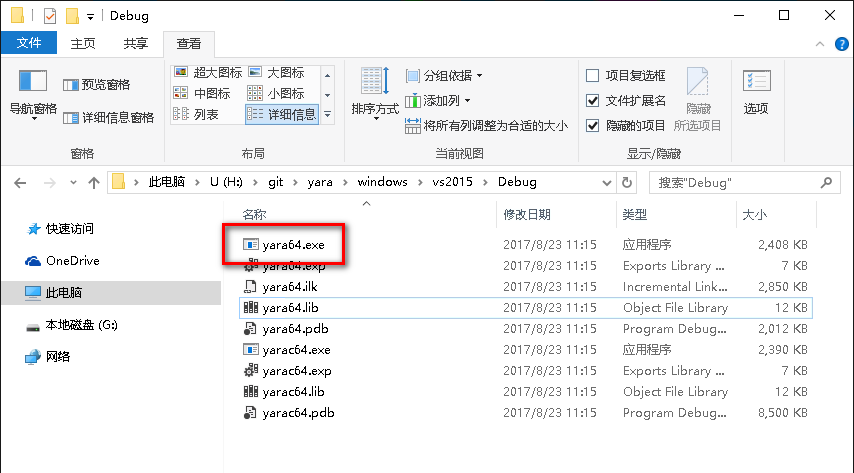 Debug
文件 主页 共享 查看
导航窗格 预览窗格 详细信息窗格
窗格
超大图标 大图标
中图标 小图标
列表 详细信息
布局
排序方式 分组依据
添加列
将所有列调整为合适的大小
当前视图
项目复选框
文件扩展名
隐藏的项目
隐藏所选项目
显示/隐藏
选项
此电脑 > U (H:) > git > yara > windows > vs2015 > Debug
搜索"Debug"
快速访问
OneDrive
此电脑
本地磁盘 (G:)
网络
名称 修改日期 类型 大小
yara64.exe 2017/8/23 11:15 应用程序 2,408 KB
yara64.exp 2017/8/23 11:15 Exports Library ... 7 KB
yara64.ilk 2017/8/23 11:15 Incremental Link... 2,850 KB
yara64.lib 2017/8/23 11:15 Object File Library 12 KB
yara64.pdb 2017/8/23 11:15 Program Debug... 2,012 KB
yarac64.exe 2017/8/23 11:15 应用程序 2,390 KB
yarac64.exp 2017/8/23 11:15 Exports Library ... 7 KB
yarac64.lib 2017/8/23 11:15 Object File Library 12 KB
yarac64.pdb 2017/8/23 11:15 Program Debug... 8,500 KB